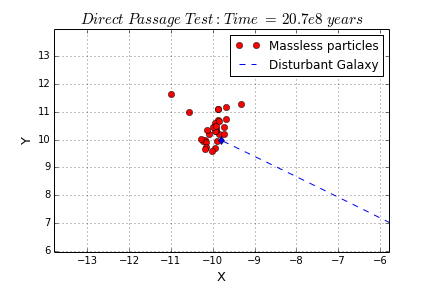 Direct Passage Test: Time = 20.7e8 years
Massless particles
Disturbant Galaxy
13
12
11
10
9
8
7
6
Y
−13 −12 −11 −10 −9 −8 −7 −6
X